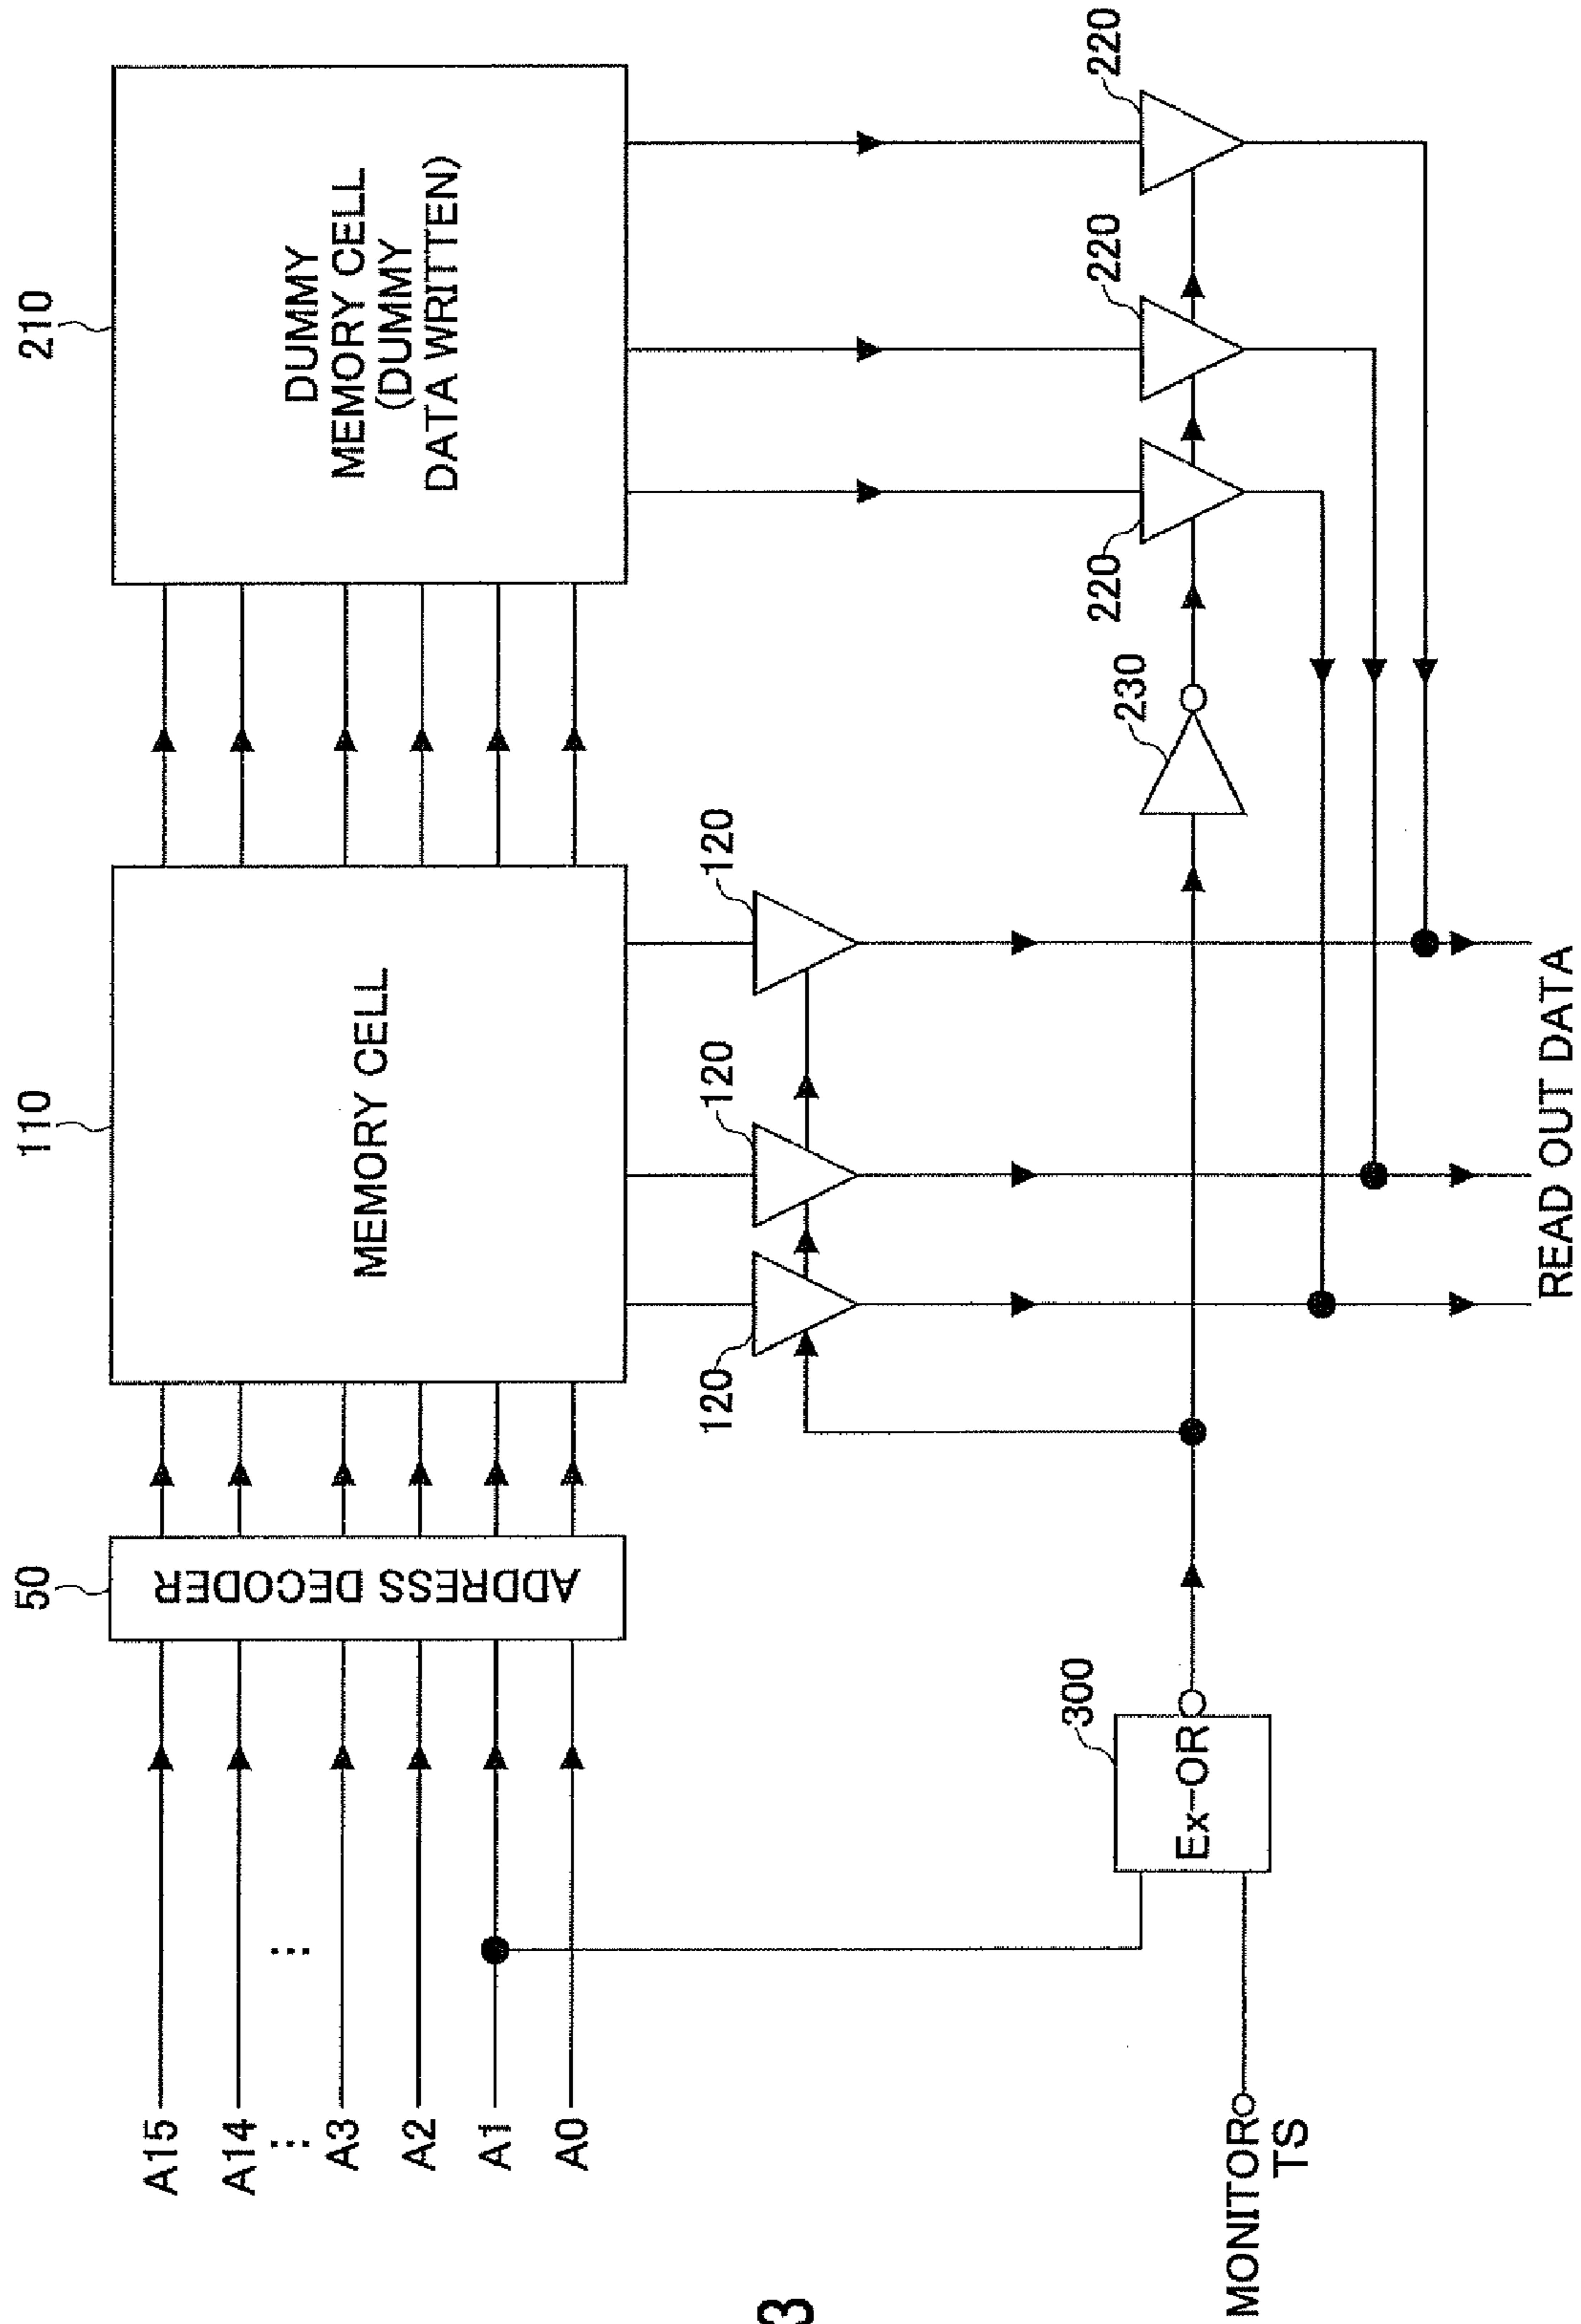 50
110
210
ADDRESS DECODER
MEMORY CELL
DUMMY
MEMORY CELL
(DUMMY
DATA WRITTEN)
A15
A14
...
...
A3
A2
A1
A0
120
120
120
300
230
220
220
220
Ex-OR
MONITOR
TS
READ OUT DATA
3